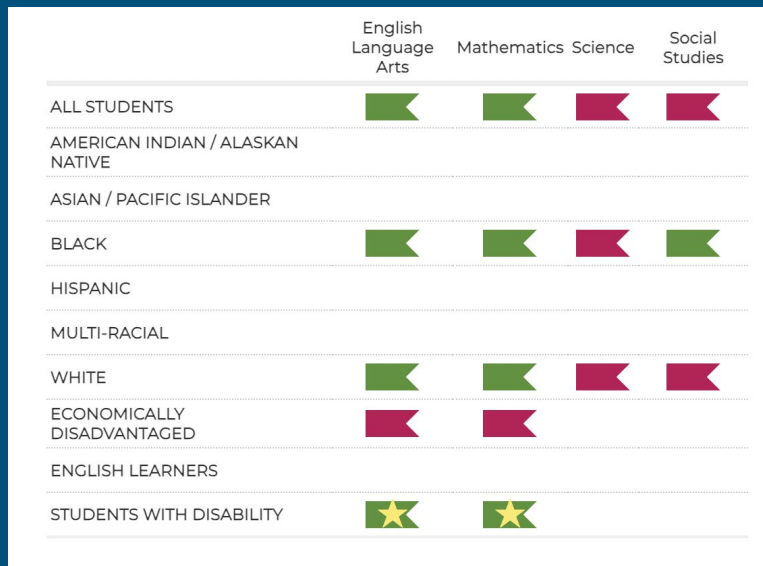 English
Language
Arts
Mathematics
Science
Social
Studies
ALL STUDENTS
AMERICAN INDIAN / ALASKAN
NATIVE
ASIAN / PACIFIC ISLANDER
BLACK
HISPANIC
MULTI-RACIAL
WHITE
ECONOMICALLY
DISADVANTAGED
ENGLISH LEARNERS
STUDENTS WITH DISABILITY